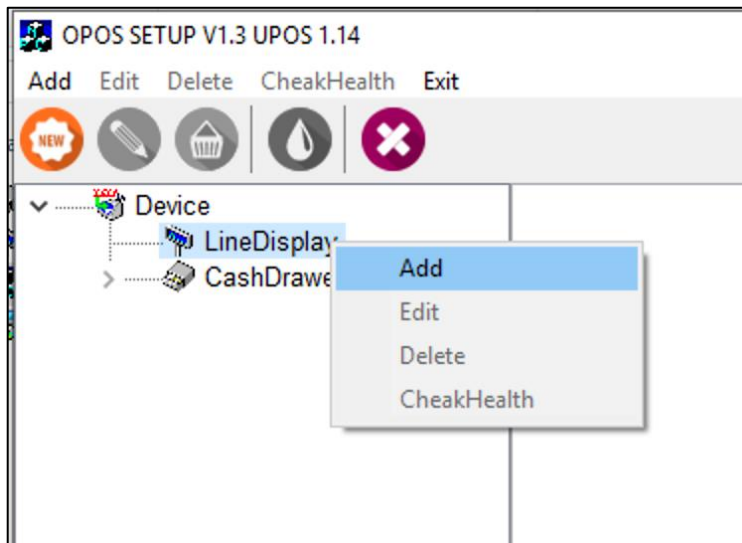 OPOS SETUP V1.3 UPOS 1.14
Add Edit Delete CheakHealth Exit
NEW
Device
LineDisplay
CashDrawe
Add
Edit
Delete
CheakHealth